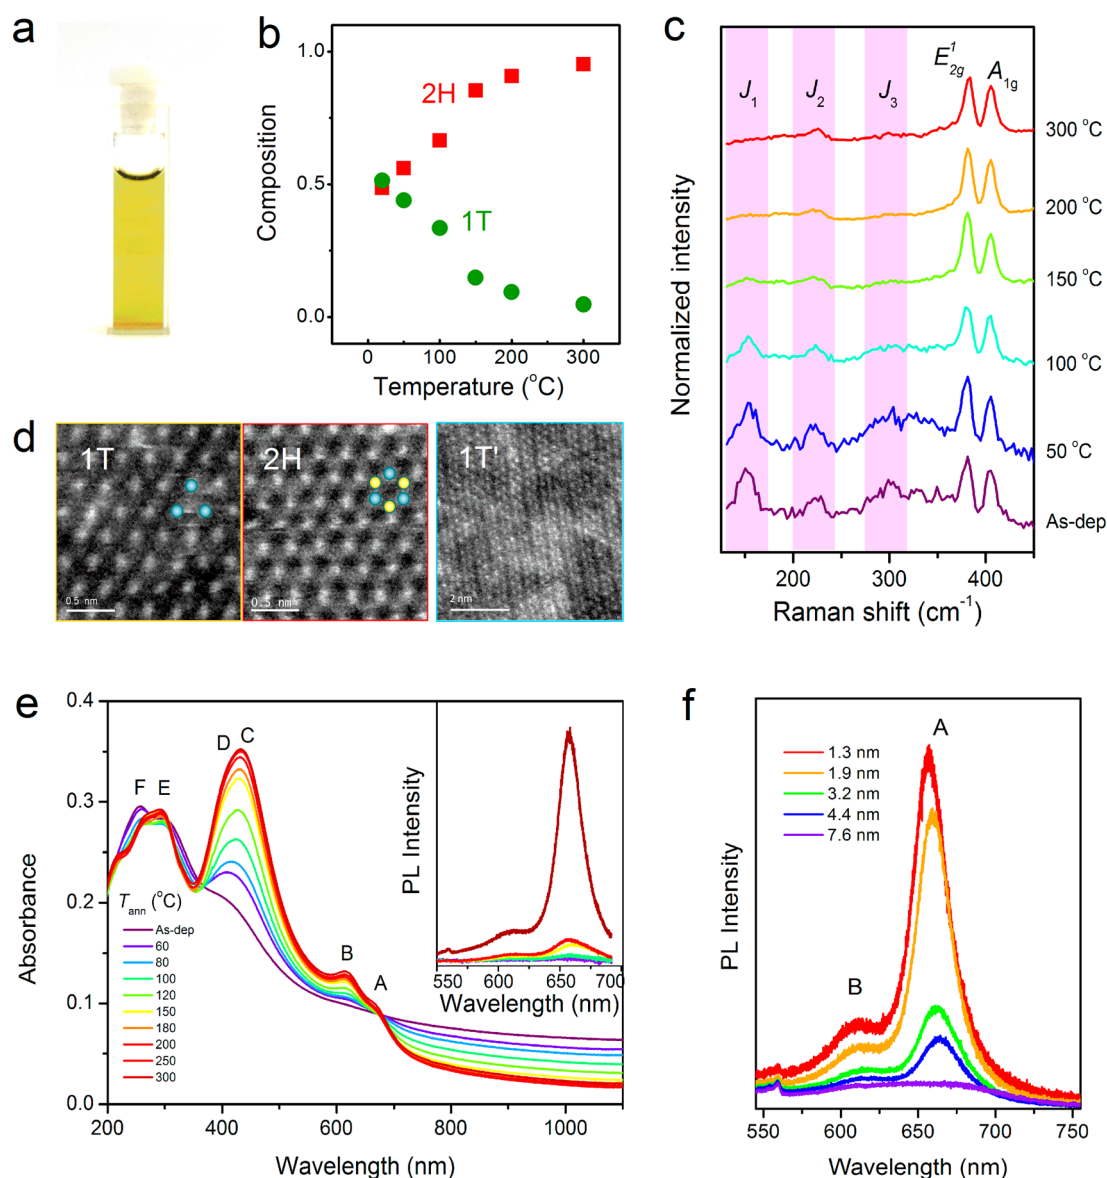 a
b
Composition
1.0
0.5
0.0
2H
1T
0
100
200
300
Temperature (°C)
c
Normalized intensity
J1
J2
J3
E¹2g
A1g
300 °C
200 °C
150 °C
100 °C
50 °C
As-dep
200
300
400
Raman shift (cm⁻¹)
d
1T
0.5 nm
2H
0.5 nm
1T'
2 nm
e
Absorbance
0.4
0.3
0.2
0.1
0.0
F
E
D
C
B
A
Tann (°C)
As-dep
60
80
100
120
150
180
200
250
300
200
400
600
800
1000
Wavelength (nm)
PL Intensity
550
600
650
700
Wavelength (nm)
f
PL Intensity
1.3 nm
1.9 nm
3.2 nm
4.4 nm
7.6 nm
A
B
550
600
650
700
750
Wavelength (nm)